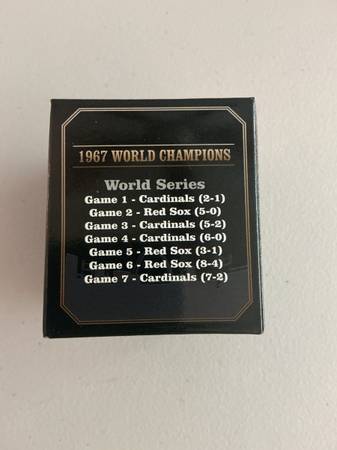 1967 WORLD CHAMPIONS
World Series
Game 1 - Cardinals (2-1)
Game 2 - Red Sox (5-0)
Game 3 - Cardinals (5-2)
Game 4 - Cardinals (6-0)
Game 5 - Red Sox (3-1)
Game 6 - Red Sox (8-4)
Game 7 - Cardinals (7-2)